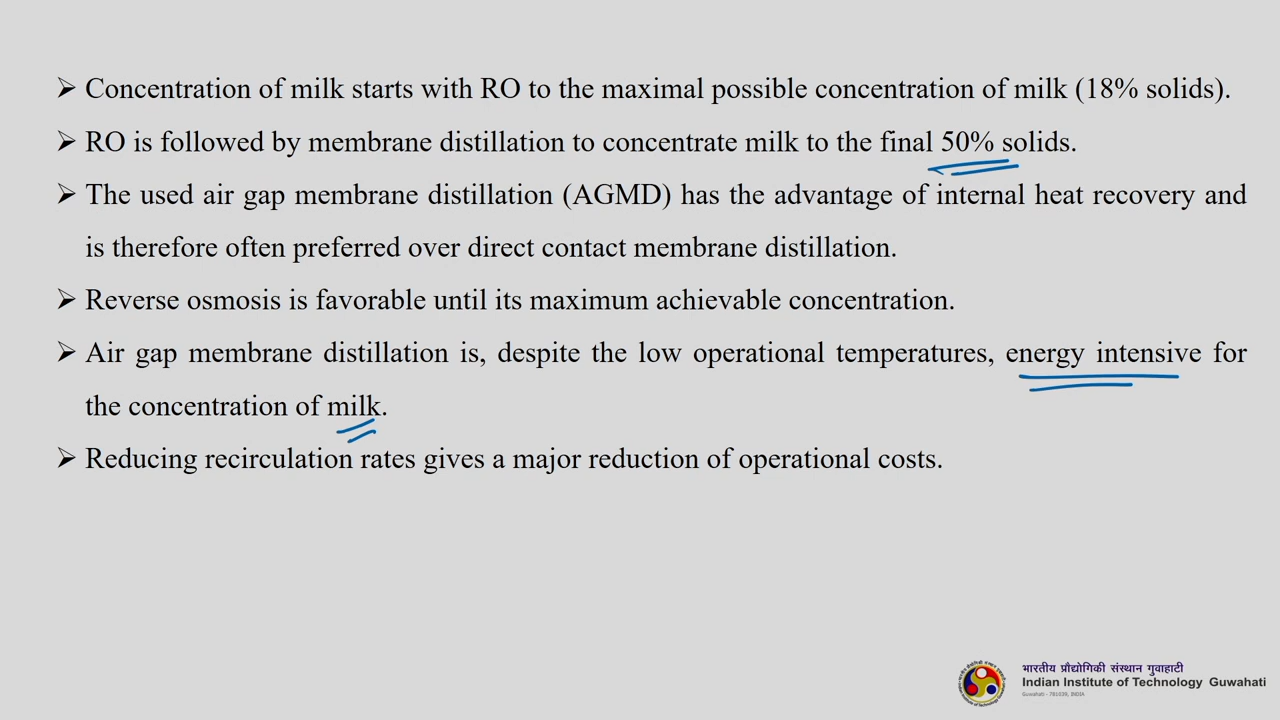 ➢ Concentration of milk starts with RO to the maximal possible concentration of milk (18% solids).
➢ RO is followed by membrane distillation to concentrate milk to the final 50% solids.
➢ The used air gap membrane distillation (AGMD) has the advantage of internal heat recovery and
is therefore often preferred over direct contact membrane distillation.
➢ Reverse osmosis is favorable until its maximum achievable concentration.
➢ Air gap membrane distillation is, despite the low operational temperatures, energy intensive for
the concentration of milk.
➢ Reducing recirculation rates gives a major reduction of operational costs.
भारतीय प्रौद्योगिकी संस्थान गुवाहाटी
Indian Institute of Technology Guwahati
Guwahati - 781039, INDIA